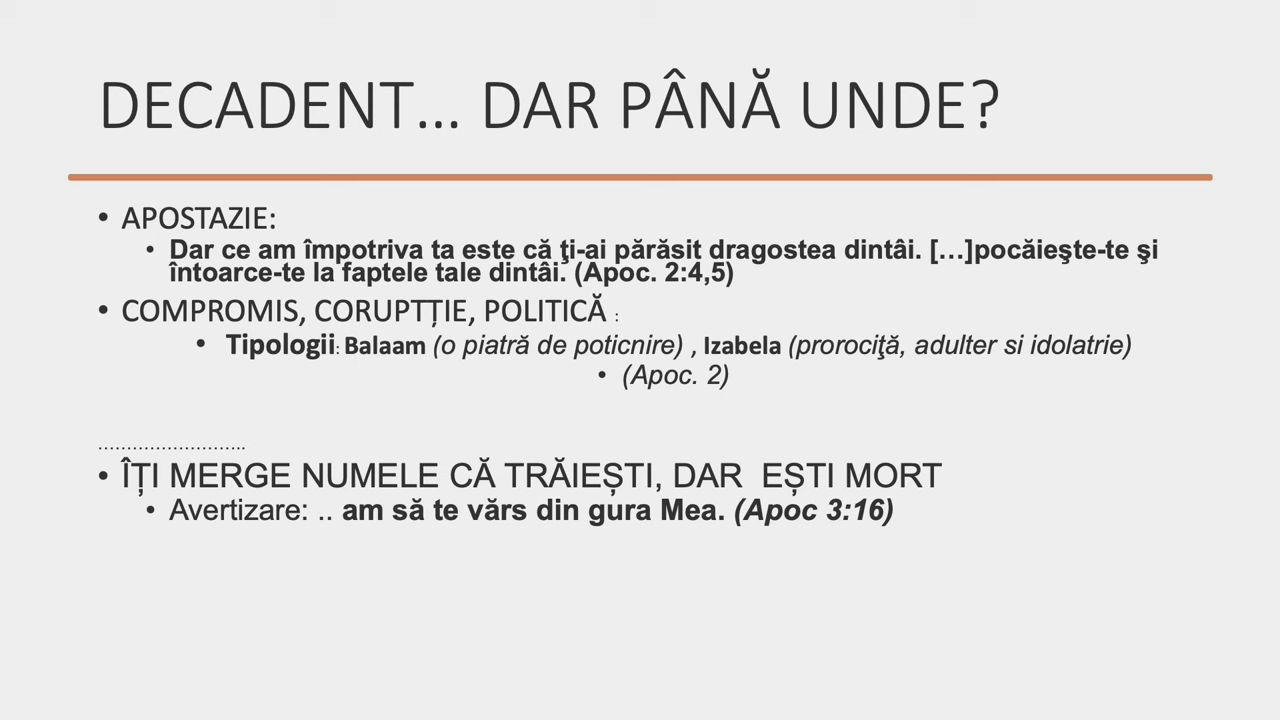 DECADENT... DAR PÂNĂ UNDE?
• APOSTAZIE:
• Dar ce am împotriva ta este că ţi-ai părăsit dragostea dintâi. […]pocăieşte-te şi
întoarce-te la faptele tale dintâi. (Apoc. 2:4,5)
• COMPROMIS, CORUPTȚIE, POLITICĂ :
• Tipologii: Balaam (o piatră de poticnire) , Izabela (prorociţă, adulter si idolatrie)
• (Apoc. 2)
……………………..
• ÎȚI MERGE NUMELE CĂ TRĂIEȘTI, DAR  EȘTI MORT
• Avertizare: .. am să te vărs din gura Mea. (Apoc 3:16)